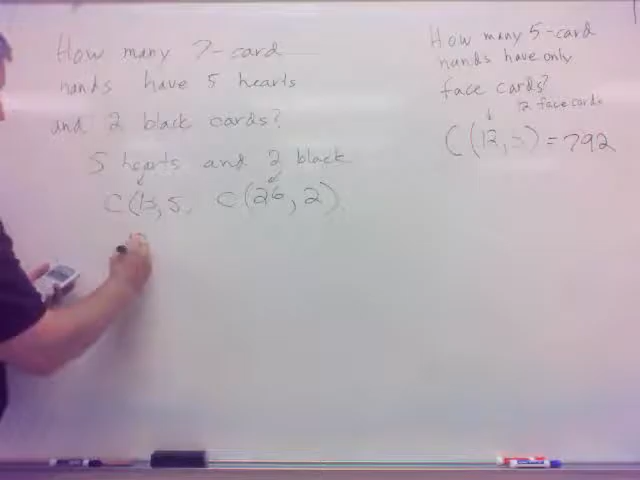 How many 7-card
hands have 5 hearts
and 2 black cards?
5 hearts and 2 black
C(13,5, C(26,2)
How many 5-card
hands have only
face cards?
12 face cards
C(12,5)=792